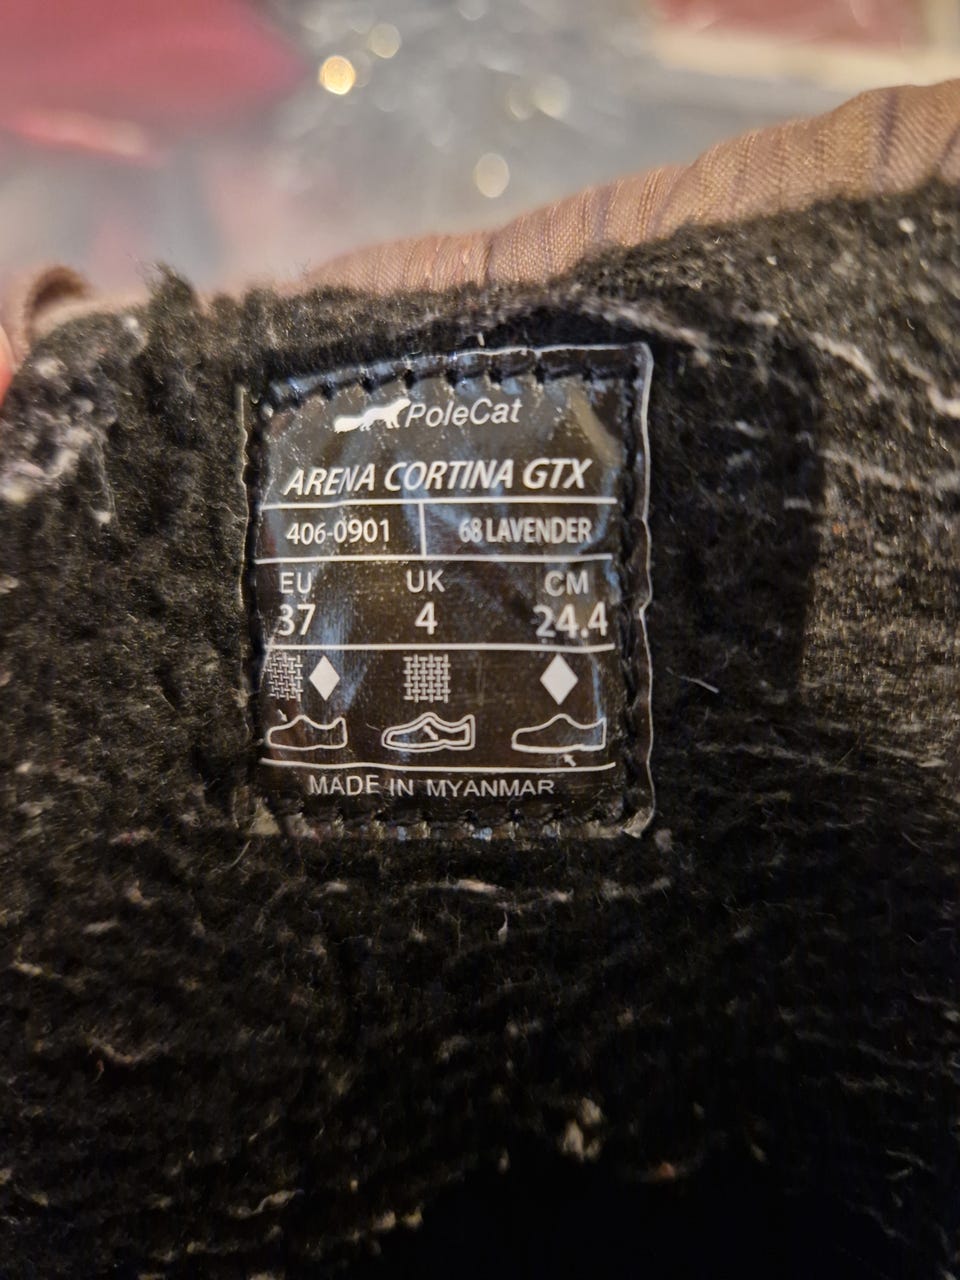 PoleCat
ARENA CORTINA GTX
406-0901 68 LAVENDER
EU UK CM
37 4 24.4
MADE IN MYANMAR